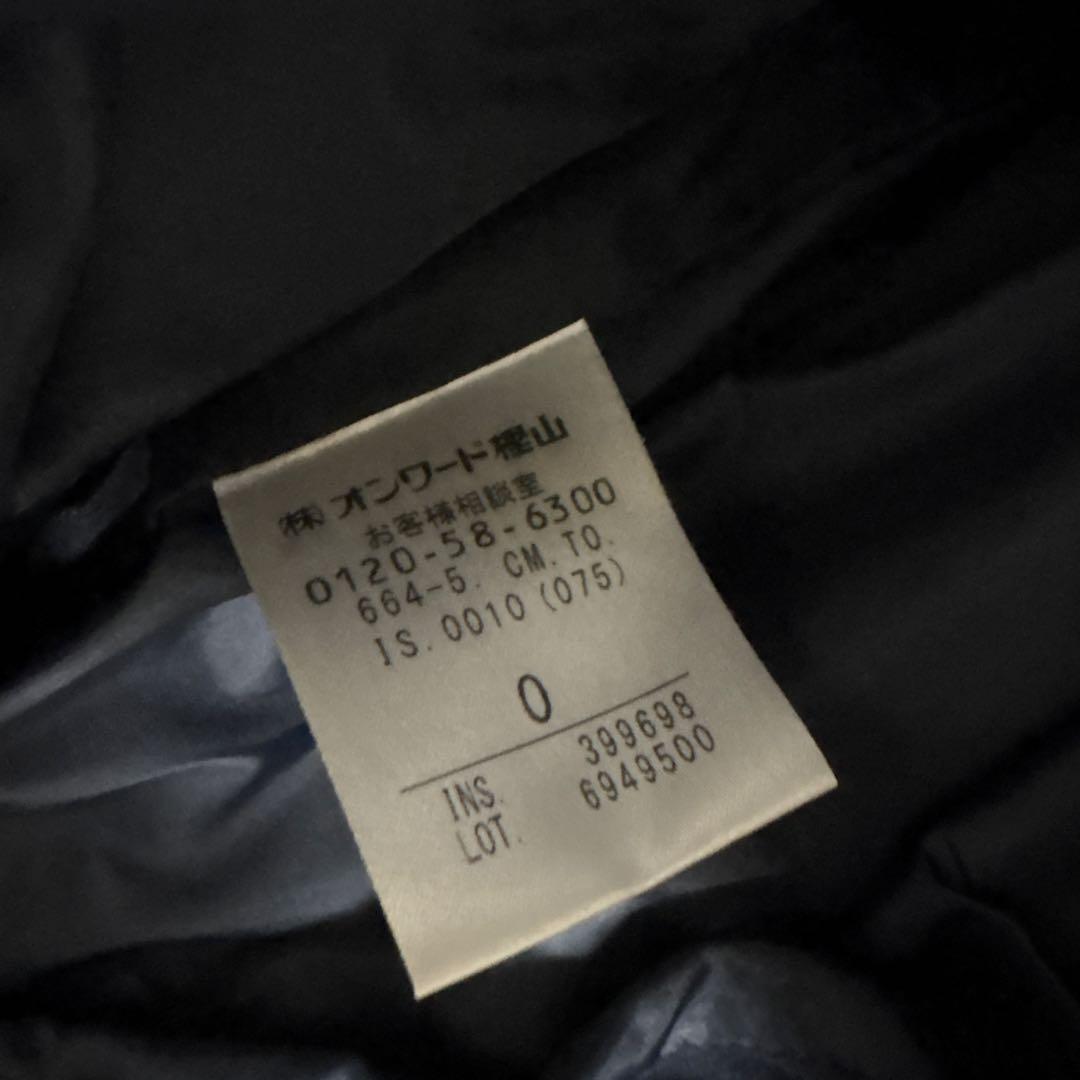 ㈱オンワード樫山
お客様相談室
0120-58-6300
664-5. CM.TO.
IS.0010(075)
0
INS. 399698
LOT. 6949500